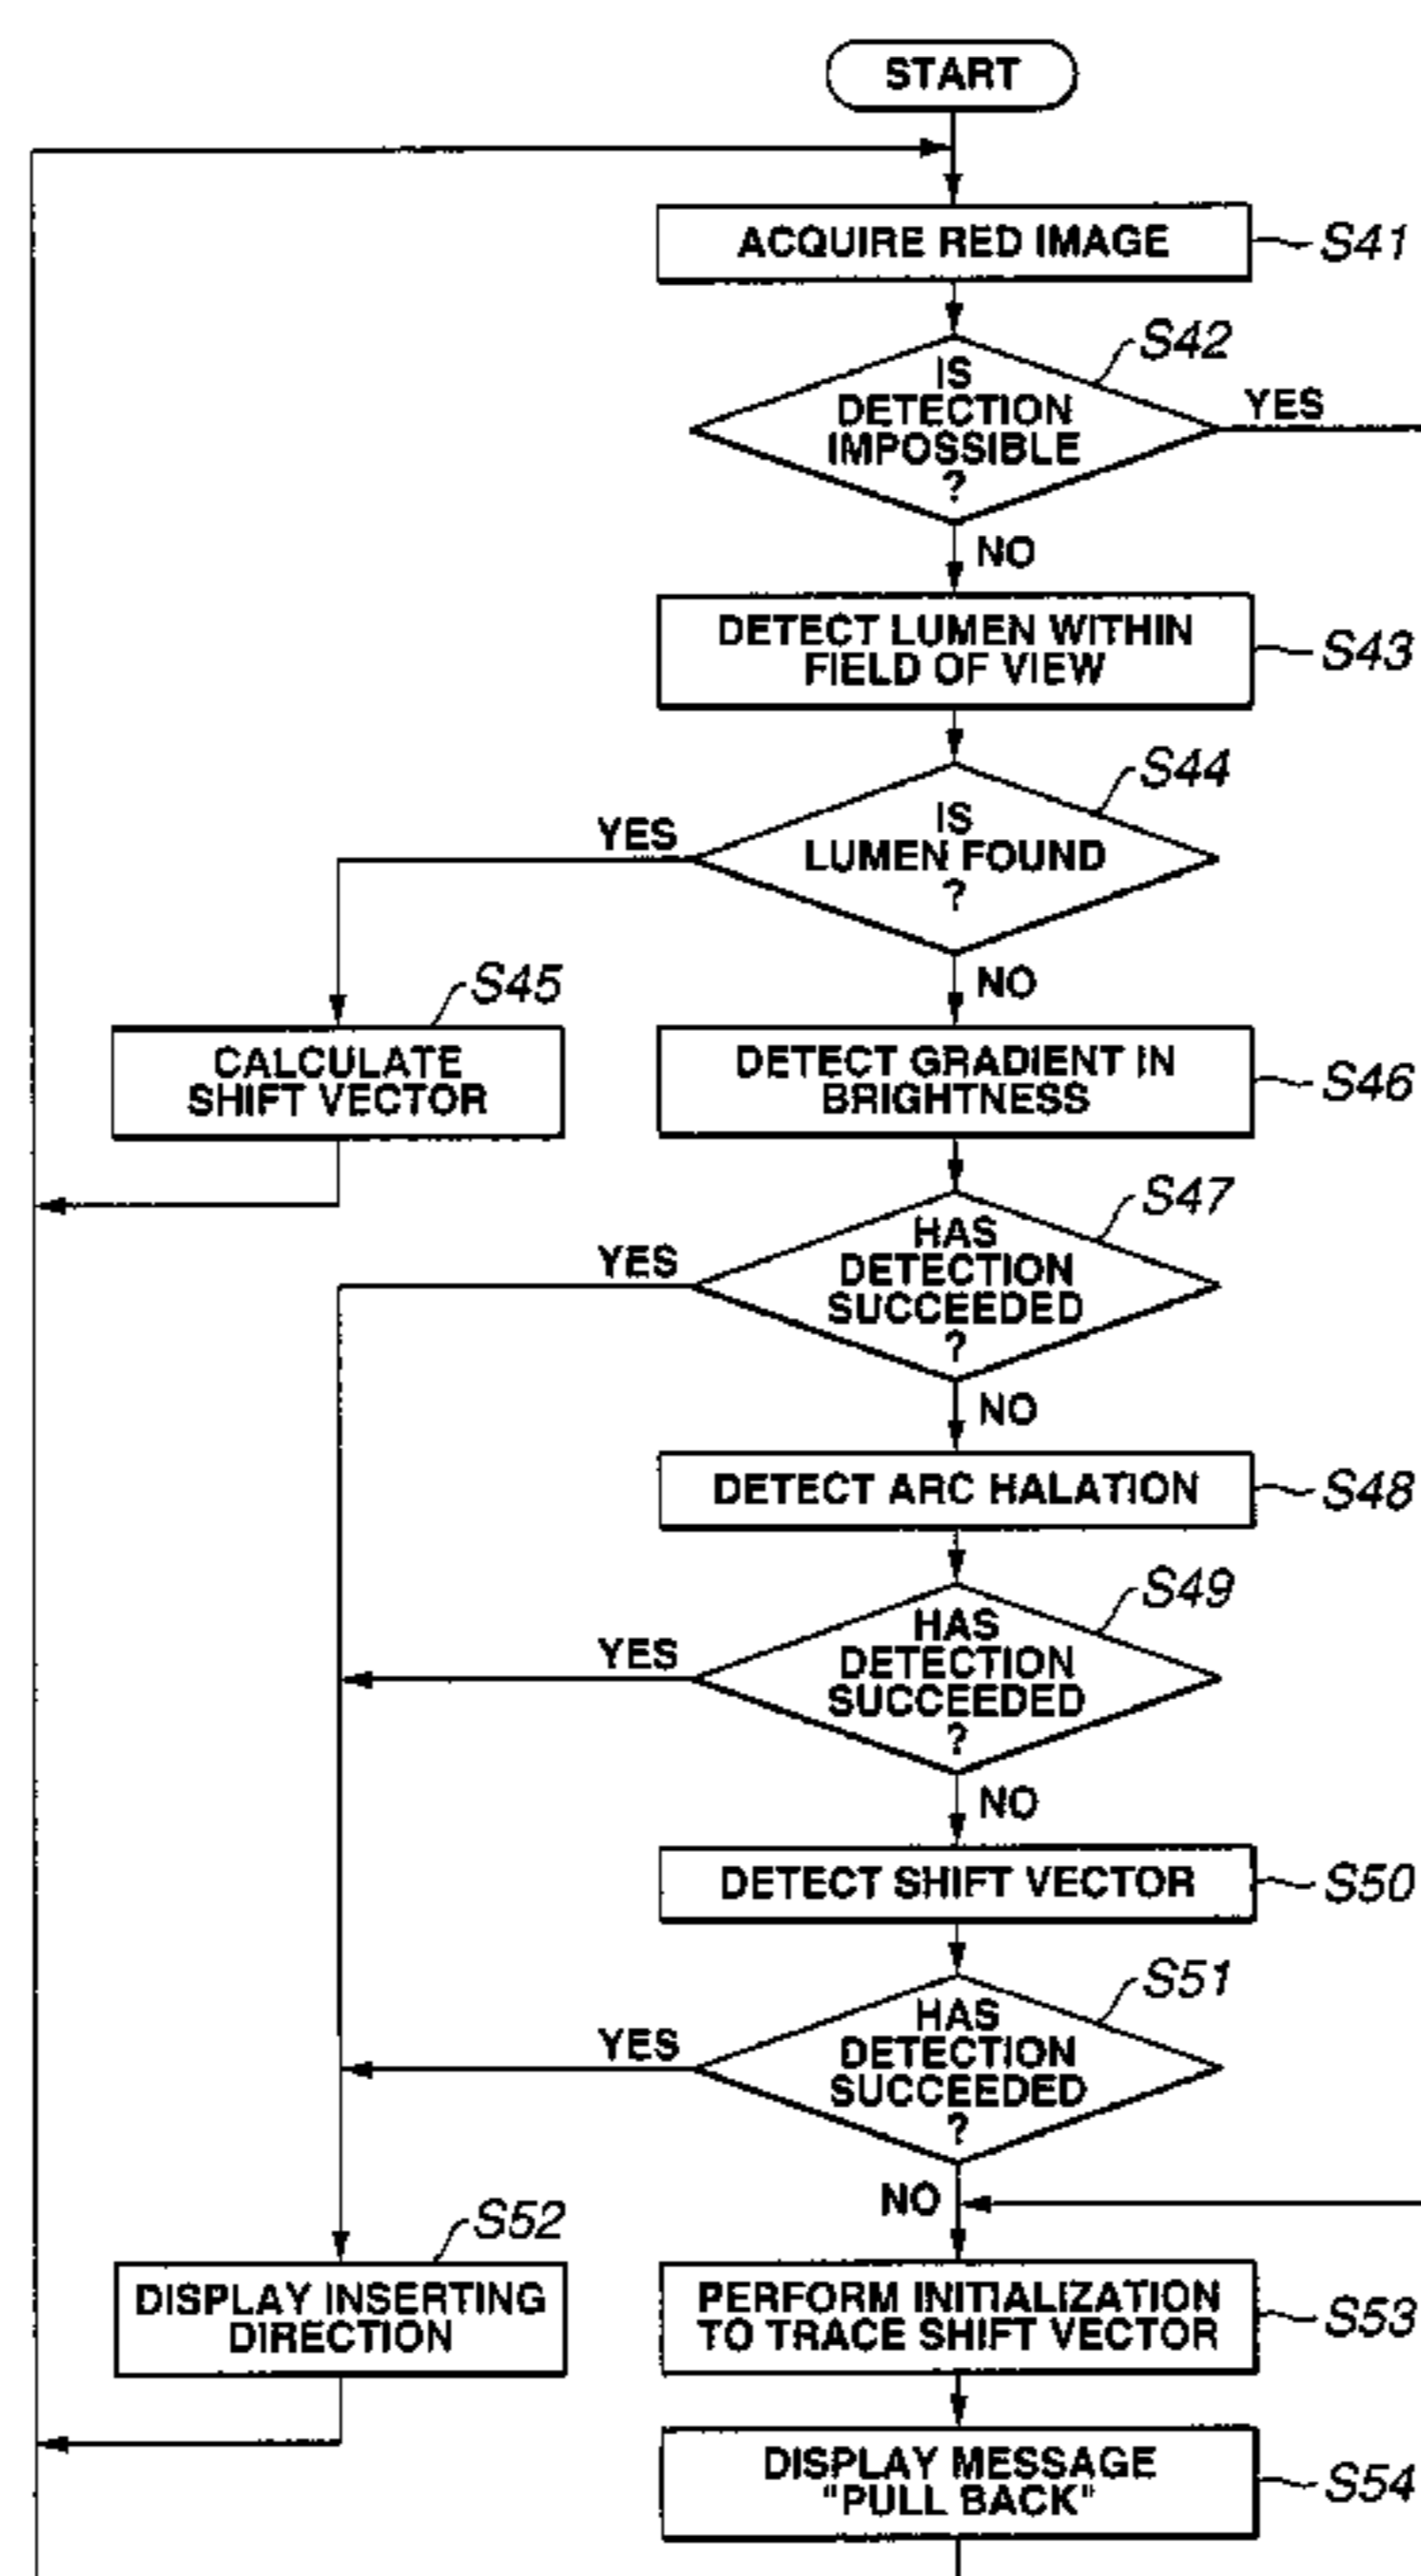 START
ACQUIRE RED IMAGE
S41
S42
IS
DETECTION
IMPOSSIBLE
?
YES
NO
DETECT LUMEN WITHIN
FIELD OF VIEW
S43
S44
IS
LUMEN FOUND
?
YES
NO
S45
CALCULATE
SHIFT VECTOR
DETECT GRADIENT IN
BRIGHTNESS
S46
S47
HAS
DETECTION
SUCCEEDED
?
YES
NO
DETECT ARC HALATION
S48
S49
HAS
DETECTION
SUCCEEDED
?
YES
NO
DETECT SHIFT VECTOR
S50
S51
HAS
DETECTION
SUCCEEDED
?
YES
NO
S52
DISPLAY INSERTING
DIRECTION
PERFORM INITIALIZATION
TO TRACE SHIFT VECTOR
S53
DISPLAY MESSAGE
"PULL BACK"
S54